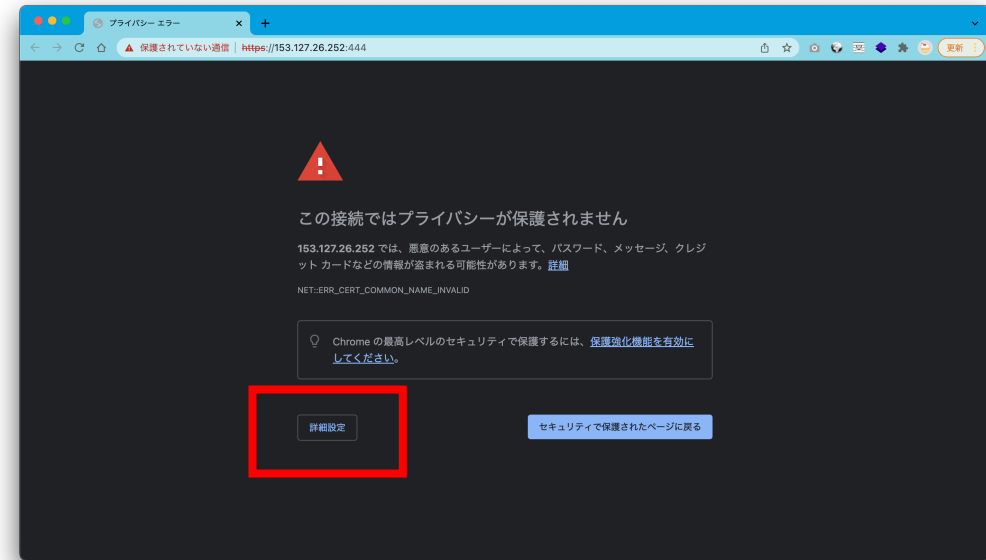 プライバシー エラー
保護されていない通信 | https://153.127.26.252:444
更新
この接続ではプライバシーが保護されません
153.127.26.252 では、悪意のあるユーザーによって、パスワード、メッセージ、クレジ
ット カードなどの情報が盗まれる可能性があります。詳細
NET::ERR_CERT_COMMON_NAME_INVALID
Chrome の最高レベルのセキュリティで保護するには、保護強化機能を有効に
してください。
詳細設定
セキュリティで保護されたページに戻る